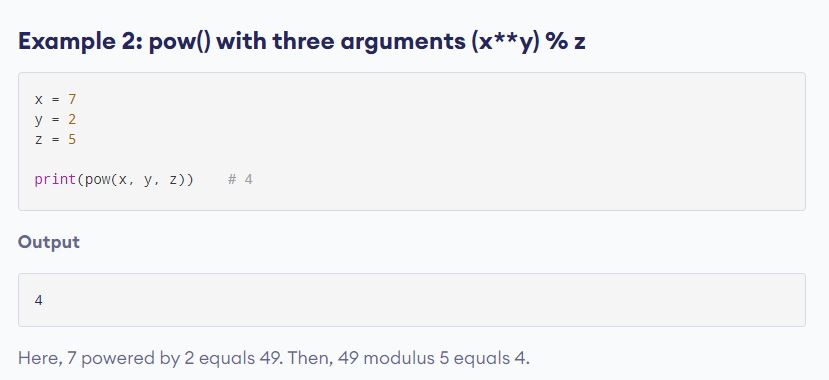 Example 2: pow() with three arguments (x**y) % z
x = 7
y = 2
z = 5
print(pow(x, y, z))    # 4
Output
4
Here, 7 powered by 2 equals 49. Then, 49 modulus 5 equals 4.